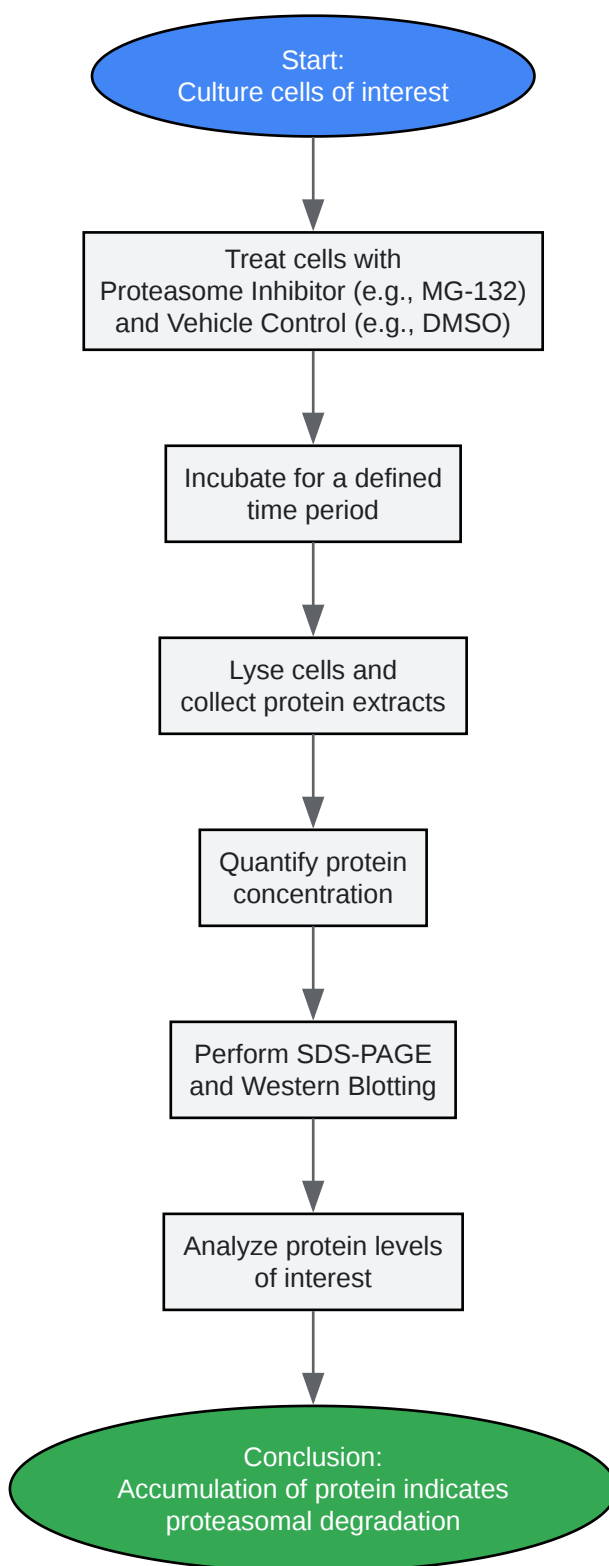 Start:
Culture cells of interest
Treat cells with
Proteasome Inhibitor (e.g., MG-132)
and Vehicle Control (e.g., DMSO)
Incubate for a defined
time period
Lyse cells and
collect protein extracts
Quantify protein
concentration
Perform SDS-PAGE
and Western Blotting
Analyze protein levels
of interest
Conclusion:
Accumulation of protein indicates
proteasomal degradation